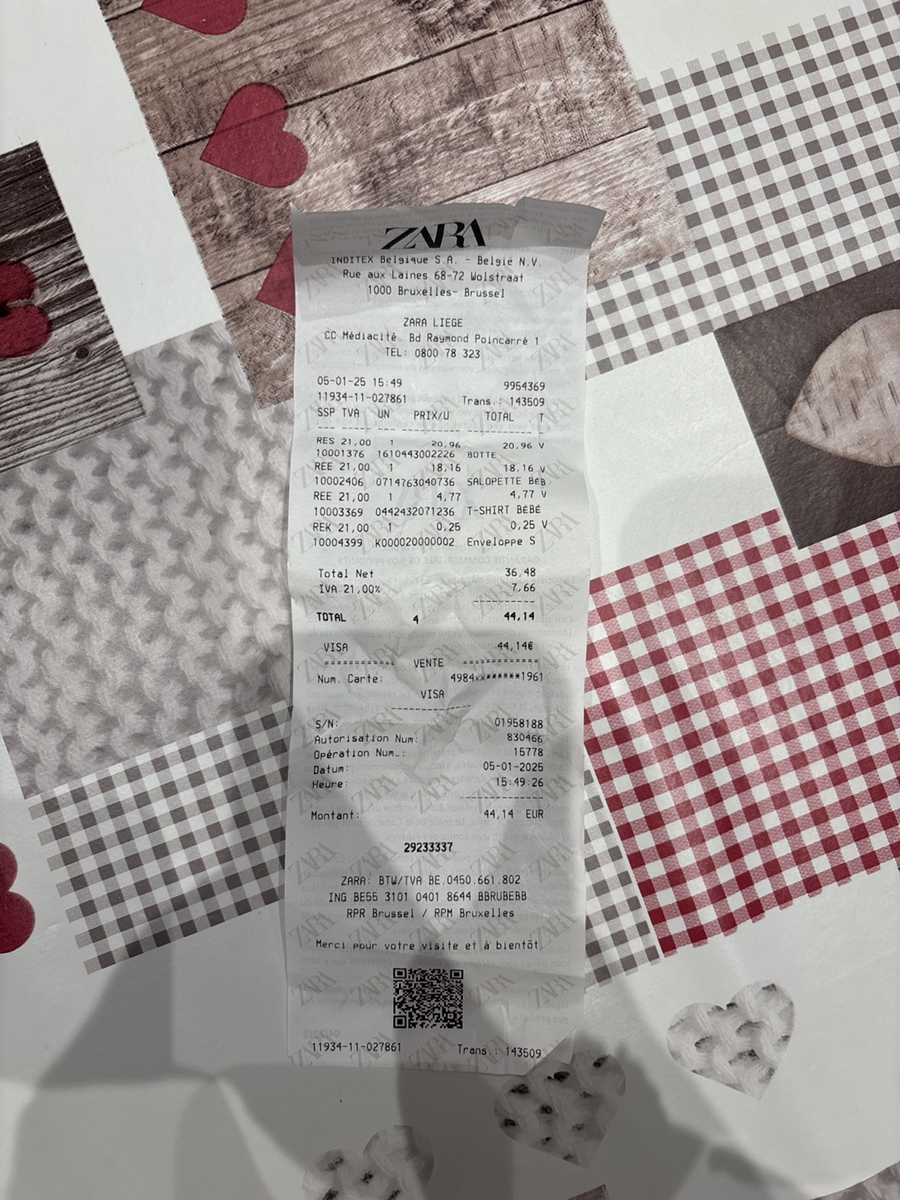 ZARA
INDITEX Belgique S.A. - België N.V.
Rue aux Laines 68-72 Wolstraat
1000 Bruxelles- Brussel
ZARA LIEGE
CC Médiacité Bd Raymond Poincarré 1
TEL: 0800 78 323
05-01-25 15:49 9954369
11934-11-027861 Trans.: 143509
SSP TVA UN PRIX/U TOTAL T
RES 21,00 1 20,96 20,96 V
10001376 1610443002226 BOTTE
REE 21,00 1 18,16 18,16 V
10002406 0714763040736 SALOPETTE BÉB
REE 21,00 1 4,77 4,77 V
10003369 0442432071236 T-SHIRT BÉBÉ
REK 21,00 1 0,25 0,25 V
10004399 K000020000002 Enveloppe S
Total Net 36,48
IVA 21,00% 7,66
TOTAL 4 44,14
VISA 44,14€
============ VENTE =============
Num. Carte: 4984xx******1961
VISA
S/N: 01958188
Autorisation Num: 830466
Opération Num.: 15778
Datum: 05-01-2025
Heure: 15:49:26
Montant: 44,14 EUR
29233337
ZARA: BTW/TVA BE.0450.661.802
ING BE55 3101 0401 8644 BBRUBEBB
RPR Brussel / RPM Bruxelles
Merci pour votre visite et à bientôt.
11934-11-027861 Trans.: 143509